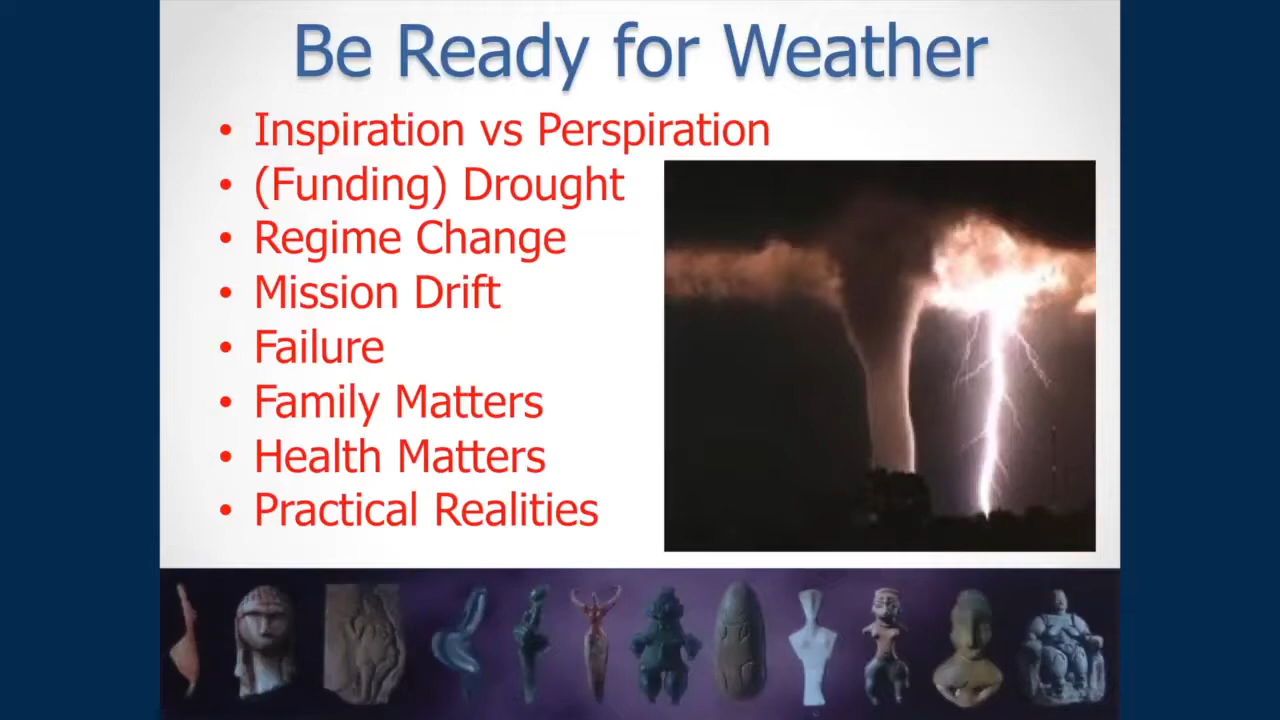 Be Ready for Weather
• Inspiration vs Perspiration
• (Funding) Drought
• Regime Change
• Mission Drift
• Failure
• Family Matters
• Health Matters
• Practical Realities